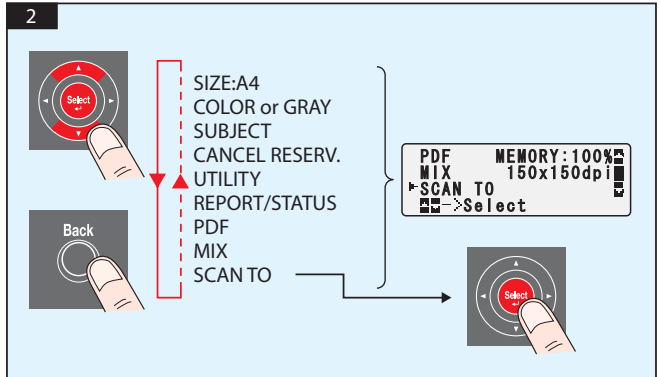 2
Select
SIZE:A4
COLOR or GRAY
SUBJECT
CANCEL RESERV.
UTILITY
REPORT/STATUS
PDF
MIX
SCAN TO
Back
PDF MEMORY:100%
MIX 150x150dpi
SCAN TO
->Select
Select